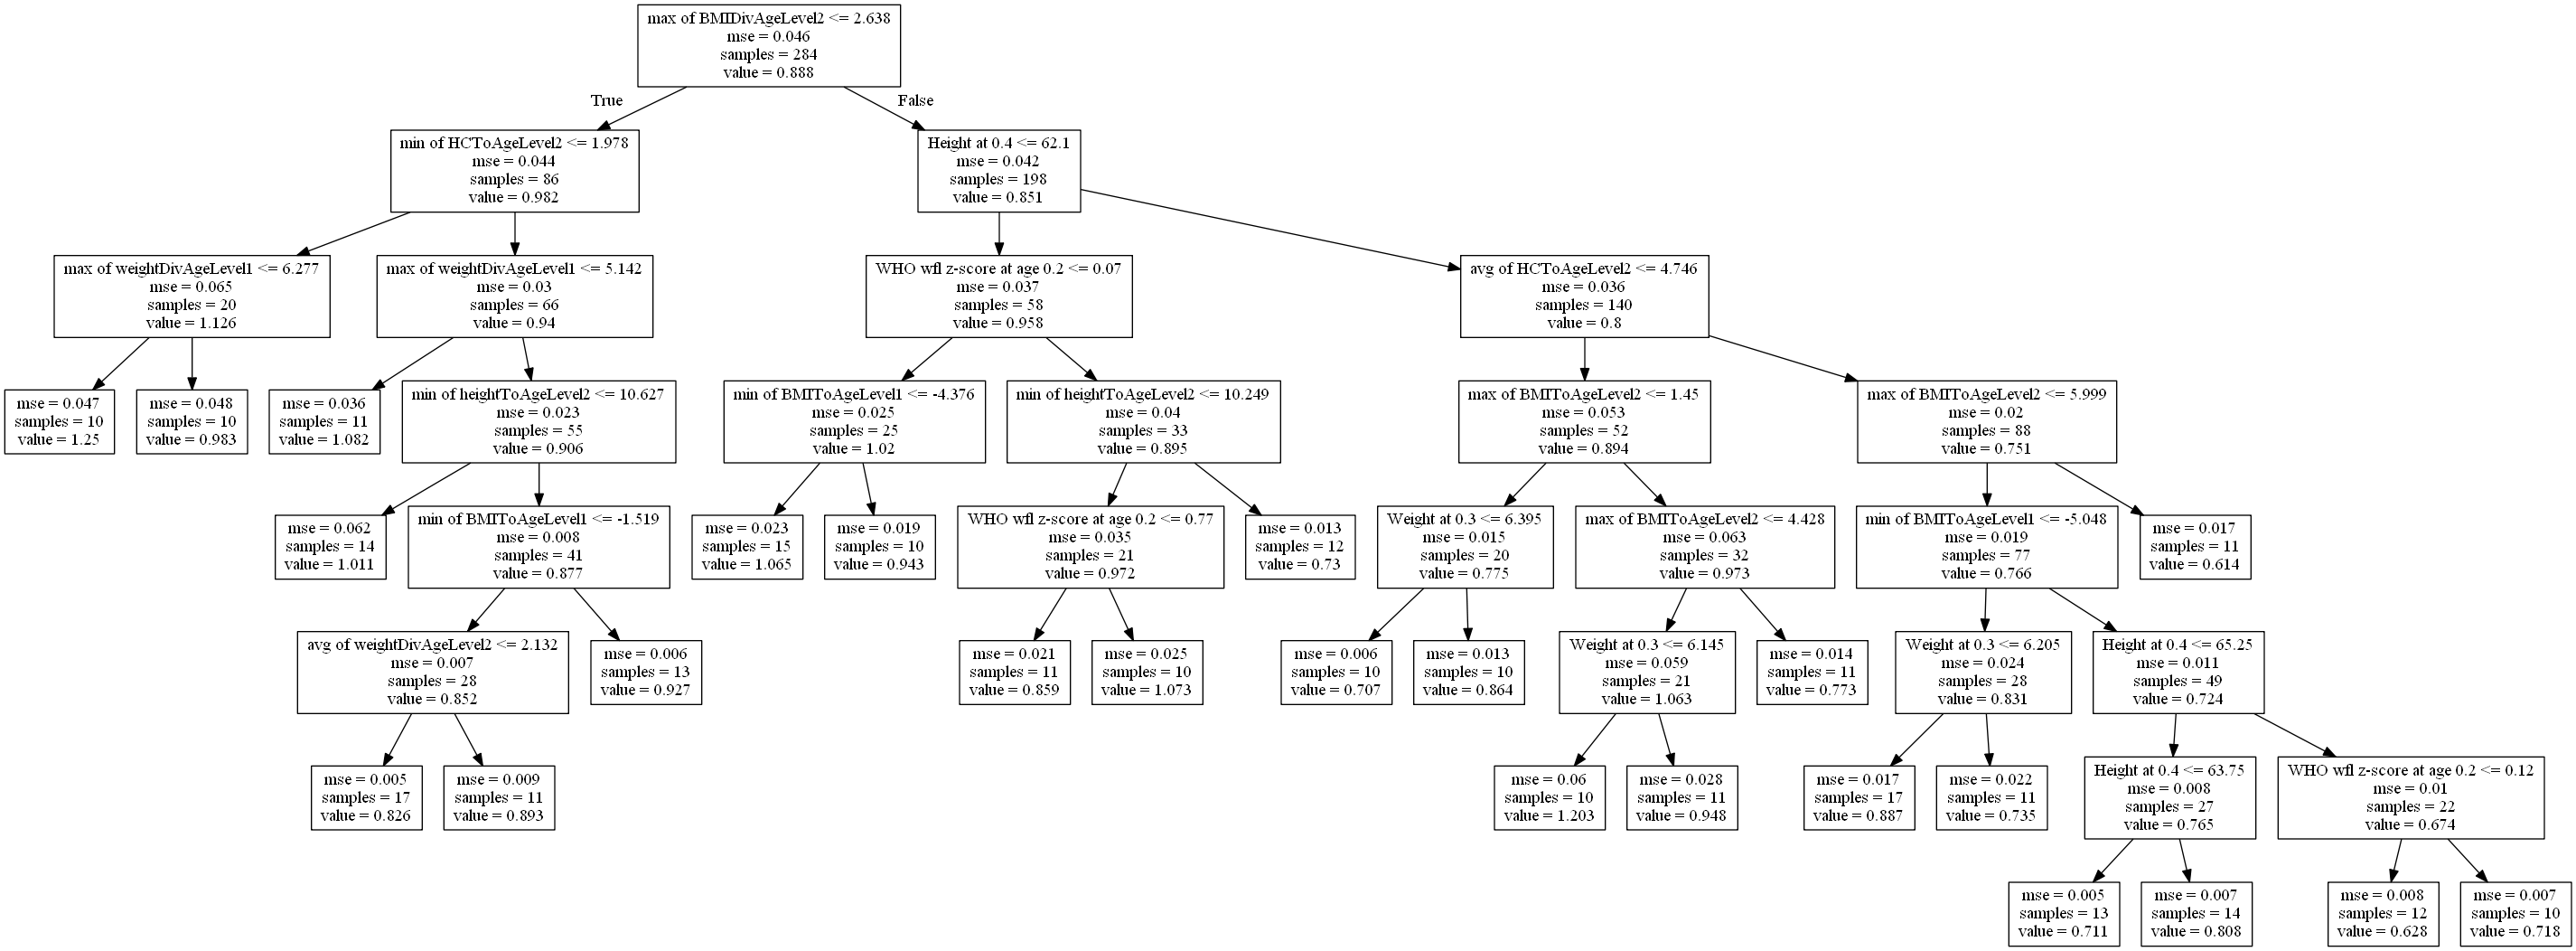 max of BMIDivAgeLevel2 <= 2.638
mse = 0.046
samples = 284
value = 0.888
True
False
min of HCToAgeLevel2 <= 1.978
mse = 0.044
samples = 86
value = 0.982
Height at 0.4 <= 62.1
mse = 0.042
samples = 198
value = 0.851
max of weightDivAgeLevel1 <= 6.277
mse = 0.065
samples = 20
value = 1.126
max of weightDivAgeLevel1 <= 5.142
mse = 0.03
samples = 66
value = 0.94
WHO wfl z-score at age 0.2 <= 0.07
mse = 0.037
samples = 58
value = 0.958
avg of HCToAgeLevel2 <= 4.746
mse = 0.036
samples = 140
value = 0.8
mse = 0.047
samples = 10
value = 1.25
mse = 0.048
samples = 10
value = 0.983
mse = 0.036
samples = 11
value = 1.082
min of heightToAgeLevel2 <= 10.627
mse = 0.023
samples = 55
value = 0.906
min of BMIToAgeLevel1 <= -4.376
mse = 0.025
samples = 25
value = 1.02
min of heightToAgeLevel2 <= 10.249
mse = 0.04
samples = 33
value = 0.895
max of BMIToAgeLevel2 <= 1.45
mse = 0.053
samples = 52
value = 0.894
max of BMIToAgeLevel2 <= 5.999
mse = 0.02
samples = 88
value = 0.751
mse = 0.062
samples = 14
value = 1.011
min of BMIToAgeLevel1 <= -1.519
mse = 0.008
samples = 41
value = 0.877
mse = 0.023
samples = 15
value = 1.065
mse = 0.019
samples = 10
value = 0.943
WHO wfl z-score at age 0.2 <= 0.77
mse = 0.035
samples = 21
value = 0.972
mse = 0.013
samples = 12
value = 0.73
Weight at 0.3 <= 6.395
mse = 0.015
samples = 20
value = 0.775
max of BMIToAgeLevel2 <= 4.428
mse = 0.063
samples = 32
value = 0.973
min of BMIToAgeLevel1 <= -5.048
mse = 0.019
samples = 77
value = 0.766
mse = 0.017
samples = 11
value = 0.614
avg of weightDivAgeLevel2 <= 2.132
mse = 0.007
samples = 28
value = 0.852
mse = 0.006
samples = 13
value = 0.927
mse = 0.021
samples = 11
value = 0.859
mse = 0.025
samples = 10
value = 1.073
mse = 0.006
samples = 10
value = 0.707
mse = 0.013
samples = 10
value = 0.864
Weight at 0.3 <= 6.145
mse = 0.059
samples = 21
value = 1.063
mse = 0.014
samples = 11
value = 0.773
Weight at 0.3 <= 6.205
mse = 0.024
samples = 28
value = 0.831
Height at 0.4 <= 65.25
mse = 0.011
samples = 49
value = 0.724
mse = 0.005
samples = 17
value = 0.826
mse = 0.009
samples = 11
value = 0.893
mse = 0.06
samples = 10
value = 1.203
mse = 0.028
samples = 11
value = 0.948
mse = 0.017
samples = 17
value = 0.887
mse = 0.022
samples = 11
value = 0.735
Height at 0.4 <= 63.75
mse = 0.008
samples = 27
value = 0.765
WHO wfl z-score at age 0.2 <= 0.12
mse = 0.01
samples = 22
value = 0.674
mse = 0.005
samples = 13
value = 0.711
mse = 0.007
samples = 14
value = 0.808
mse = 0.008
samples = 12
value = 0.628
mse = 0.007
samples = 10
value = 0.718